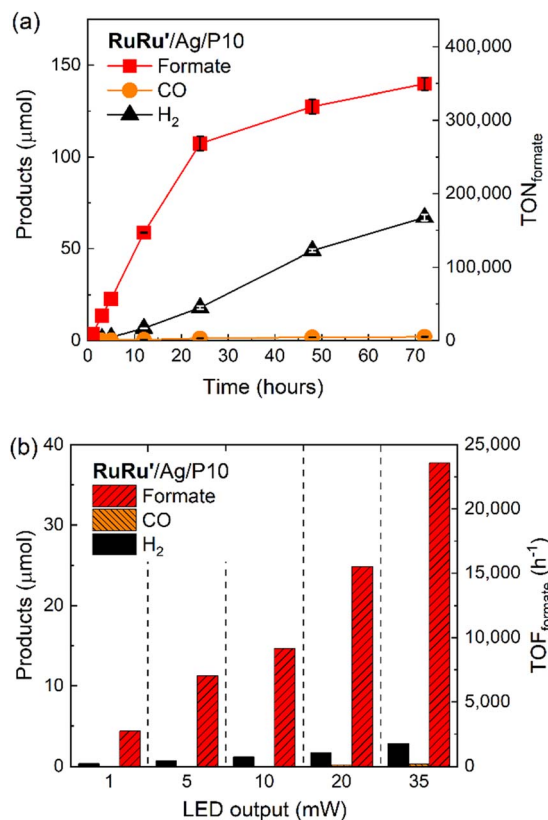 (a)
RuRu'/Ag/P10
Formate
CO
H₂
Products (μmol)
150
100
50
0
TON_formate
400,000
300,000
200,000
100,000
0
0 10 20 30 40 50 60 70
Time (hours)
(b)
RuRu'/Ag/P10
Formate
CO
H₂
Products (μmol)
40
30
20
10
0
TOF_formate (h⁻¹)
25,000
20,000
15,000
10,000
5,000
0
1 5 10 20 35
LED output (mW)